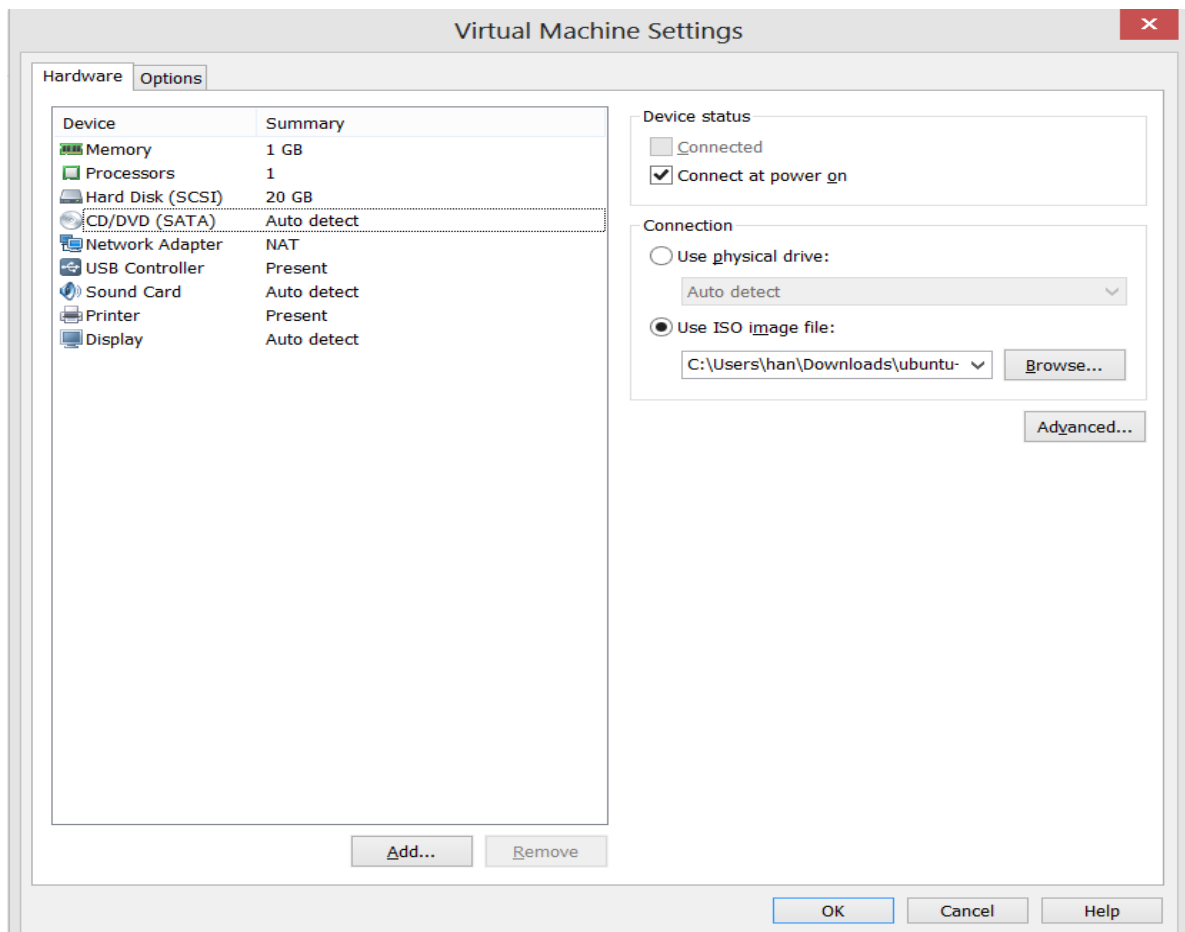 Virtual Machine Settings
Hardware Options
Device Summary
Memory 1 GB
Processors 1
Hard Disk (SCSI) 20 GB
CD/DVD (SATA) Auto detect
Network Adapter NAT
USB Controller Present
Sound Card Auto detect
Printer Present
Display Auto detect
Add... Remove
Device status
Connected
Connect at power on
Connection
Use physical drive:
Auto detect
Use ISO image file:
C:\Users\han\Downloads\ubuntu- Browse...
Advanced...
OK Cancel Help